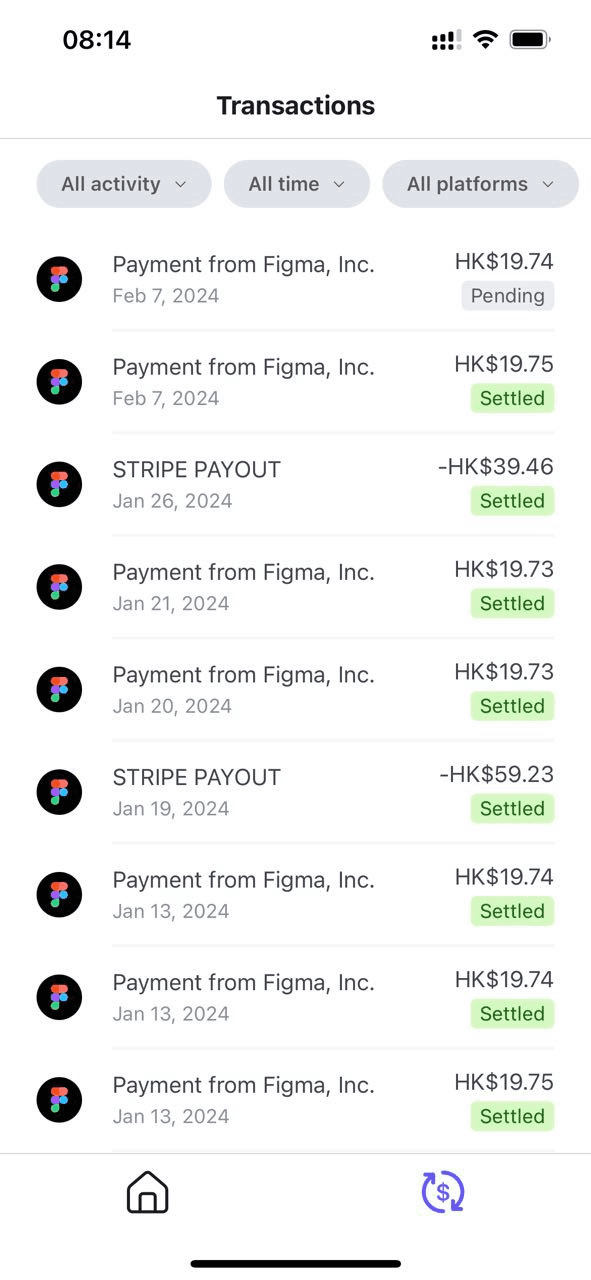 08:14
Transactions
All activity All time All platforms
Payment from Figma, Inc. HK$19.74
Feb 7, 2024 Pending
Payment from Figma, Inc. HK$19.75
Feb 7, 2024 Settled
STRIPE PAYOUT -HK$39.46
Jan 26, 2024 Settled
Payment from Figma, Inc. HK$19.73
Jan 21, 2024 Settled
Payment from Figma, Inc. HK$19.73
Jan 20, 2024 Settled
STRIPE PAYOUT -HK$59.23
Jan 19, 2024 Settled
Payment from Figma, Inc. HK$19.74
Jan 13, 2024 Settled
Payment from Figma, Inc. HK$19.74
Jan 13, 2024 Settled
Payment from Figma, Inc. HK$19.75
Jan 13, 2024 Settled